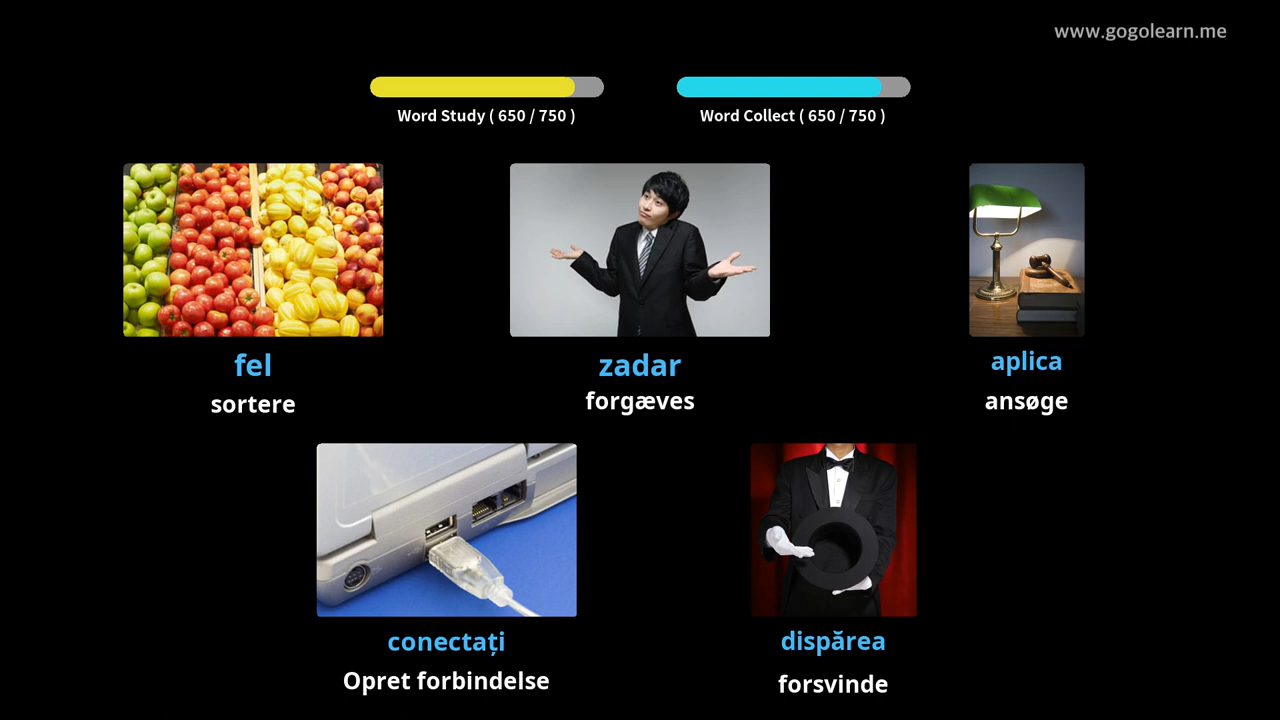 www.gogolearn.me
Word Study ( 650 / 750 )
Word Collect ( 650 / 750 )
fel
sortere
zadar
forgæves
aplica
ansøge
conectați
Opret forbindelse
dispărea
forsvinde